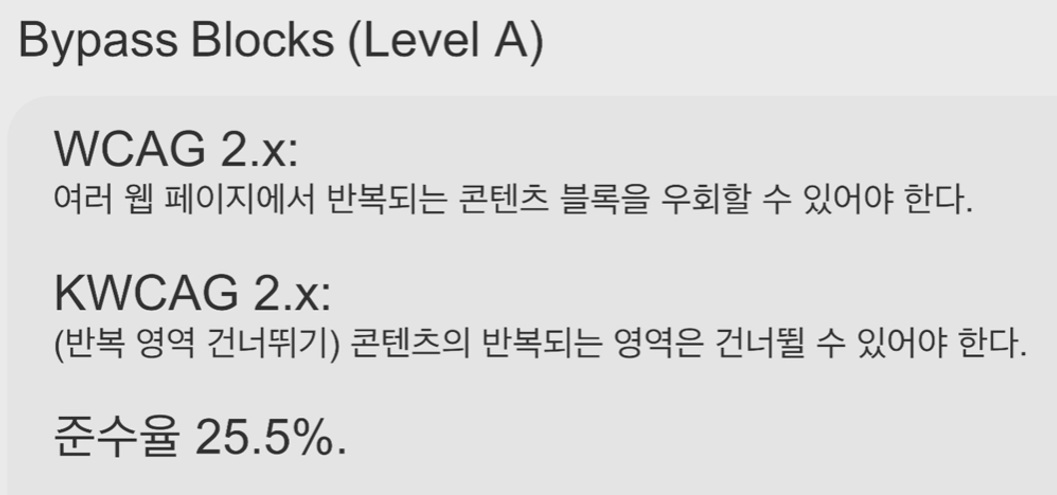 Bypass Blocks (Level A)
WCAG 2.x:
여러 웹 페이지에서 반복되는 콘텐츠 블록을 우회할 수 있어야 한다.
KWCAG 2.x:
(반복 영역 건너뛰기) 콘텐츠의 반복되는 영역은 건너뛸 수 있어야 한다.
준수율 25.5%.